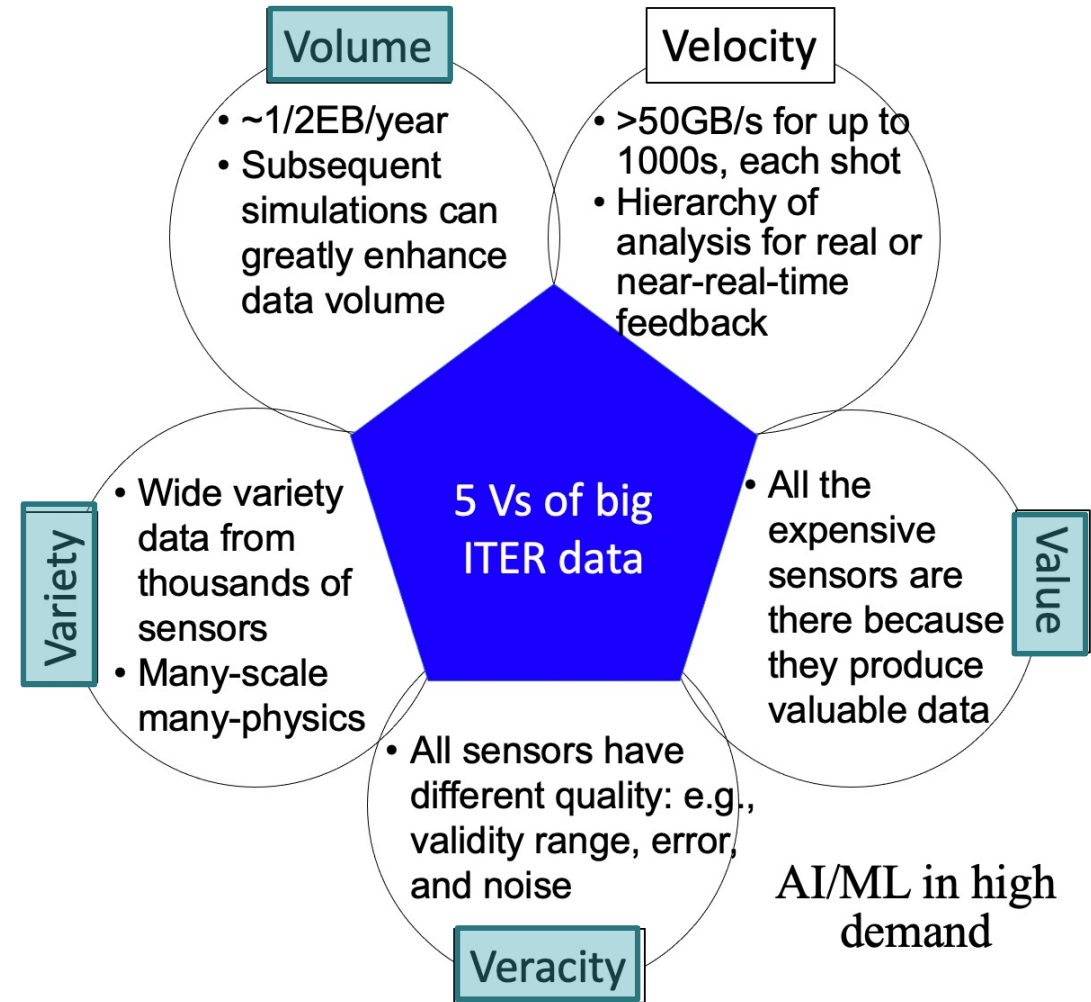 Volume
• ~1/2EB/year
• Subsequent
simulations can
greatly enhance
data volume
Velocity
• >50GB/s for up to
1000s, each shot
• Hierarchy of
analysis for real or
near-real-time
feedback
Variety
• Wide variety
data from
thousands of
sensors
• Many-scale
many-physics
5 Vs of big
ITER data
• All the
expensive
sensors are
there because
they produce
valuable data
Value
• All sensors have
different quality: e.g.,
validity range, error,
and noise
Veracity
AI/ML in high
demand